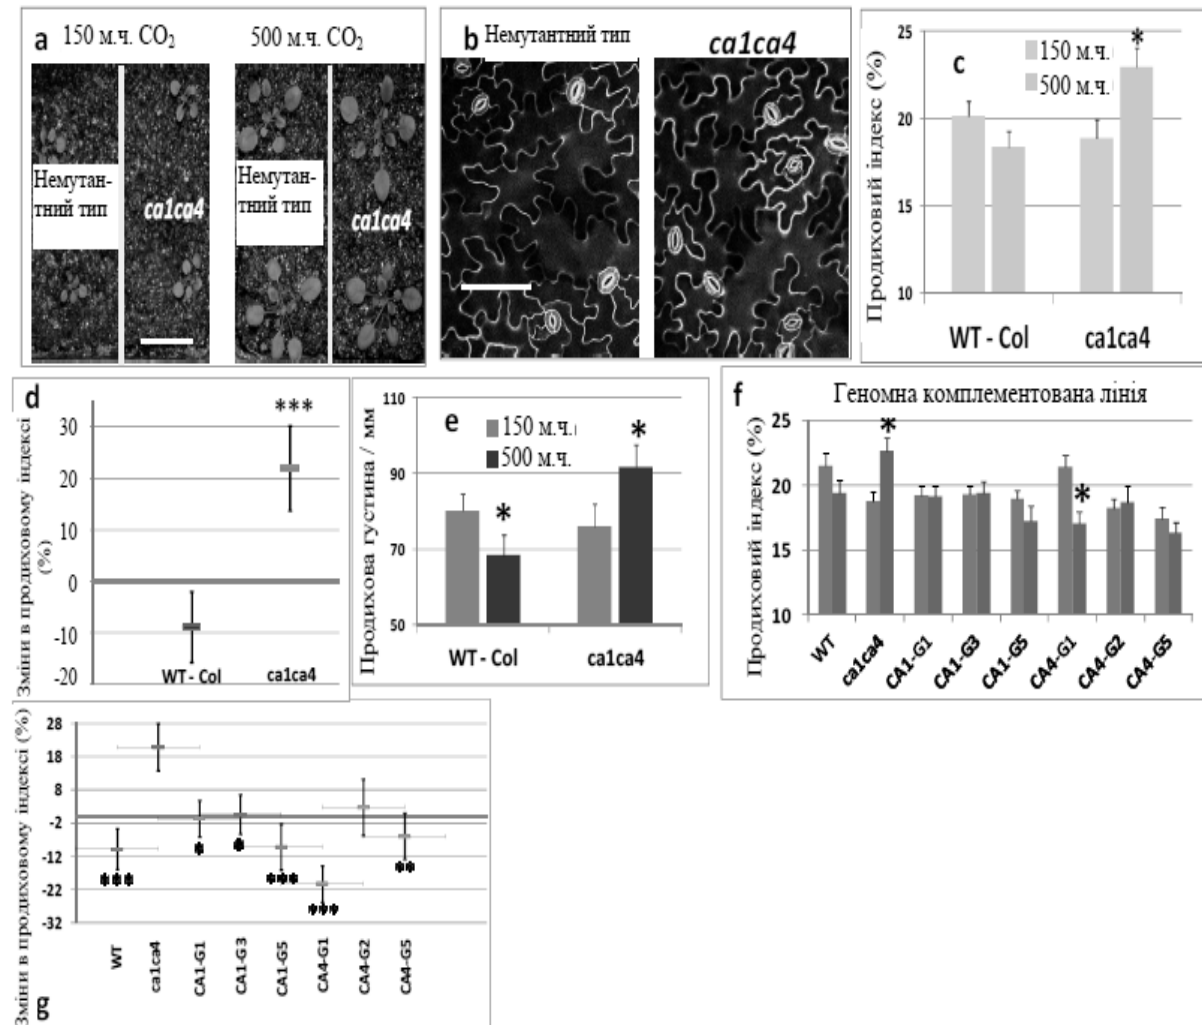 a
150 м.ч. CO₂
500 м.ч. CO₂
Немутан-
тний тип
ca1ca4
Немутан-
тний тип
ca1ca4
b
Немутантний тип
ca1ca4
c
Продиховий індекс (%)
25
20
15
10
150 м.ч.
500 м.ч.
*
WT - Col
ca1ca4
d
Зміни в продиховому індексі
(%)
30
20
10
0
-10
-20
***
WT - Col
ca1ca4
e
Продихова густина / мм
110
90
70
50
150 м.ч.
500 м.ч.
*
*
WT - Col
ca1ca4
f
Геномна комплементована лінія
Продиховий індекс (%)
25
20
15
10
*
*
WT
ca1ca4
CA1-G1
CA1-G3
CA1-G5
CA4-G1
CA4-G2
CA4-G5
Зміни в продиховому індексі (%)
28
18
8
-2
-12
-22
-32
***
*
*
***
***
**
WT
ca1ca4
CA1-G1
CA1-G3
CA1-G5
CA4-G1
CA4-G2
CA4-G5
g